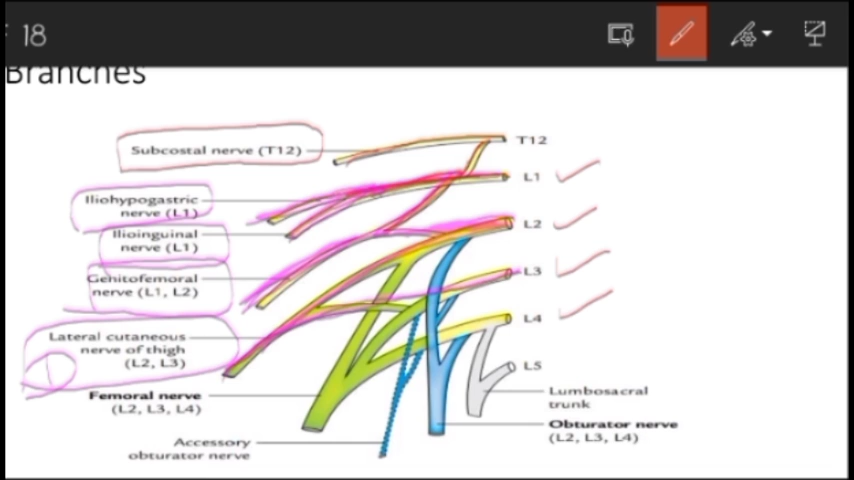 18
Branches
Subcostal nerve (T12)
T12
L1
Iliohypogastric
nerve (L1)
L2
Ilioinguinal
nerve (L1)
L3
Genitofemoral
nerve (L1, L2)
L4
Lateral cutaneous
nerve of thigh
(L2, L3)
L5
Femoral nerve
(L2, L3, L4)
Lumbosacral
trunk
Obturator nerve
(L2, L3, L4)
Accessory
obturator nerve